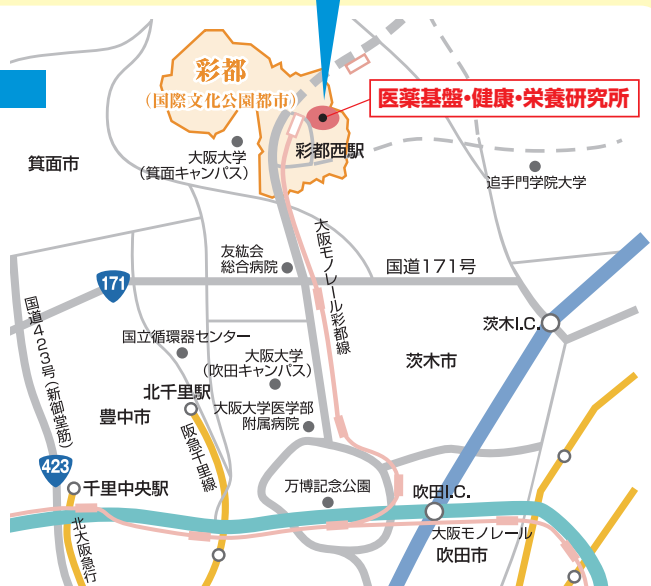 彩都
(国際文化公園都市)
医薬基盤・健康・栄養研究所
彩都西駅
大阪大学
(箕面キャンパス)
箕面市
追手門学院大学
大阪モノレール彩都線
友紘会
総合病院
国道171号
171
国道423号(新御堂筋)
茨木I.C.
国立循環器センター
大阪大学
(吹田キャンパス)
茨木市
北千里駅
豊中市
大阪大学医学部
附属病院
阪急千里線
423
千里中央駅
万博記念公園
吹田I.C.
北大阪急行
大阪モノレール
吹田市